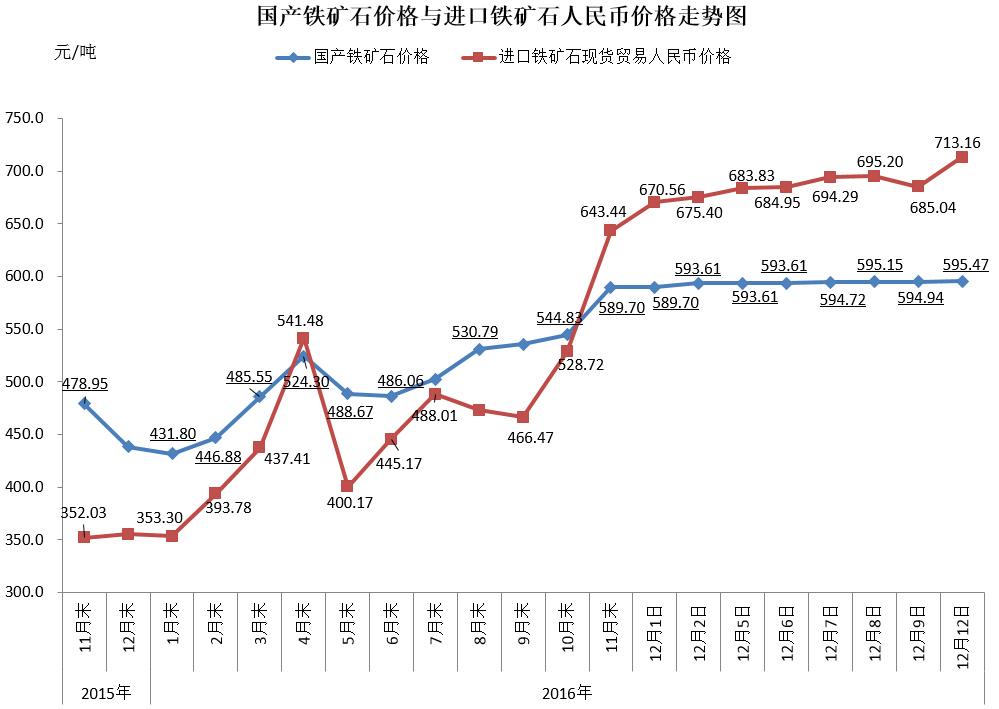 国产铁矿石价格与进口铁矿石人民币价格走势图
元/吨
国产铁矿石价格
进口铁矿石现货贸易人民币价格
750.0
700.0
650.0
600.0
550.0
500.0
450.0
400.0
350.0
300.0
478.95
431.80
446.88
485.55
524.30
488.67
486.06
530.79
544.83
589.70
589.70
593.61
593.61
593.61
594.72
595.15
594.94
595.47
352.03
353.30
393.78
437.41
541.48
400.17
445.17
488.01
466.47
528.72
643.44
670.56
675.40
683.83
684.95
694.29
695.20
685.04
713.16
11月末
12月末
1月末
2月末
3月末
4月末
5月末
6月末
7月末
8月末
9月末
10月末
11月末
12月1日
12月2日
12月5日
12月6日
12月7日
12月8日
12月9日
12月12日
2015年
2016年